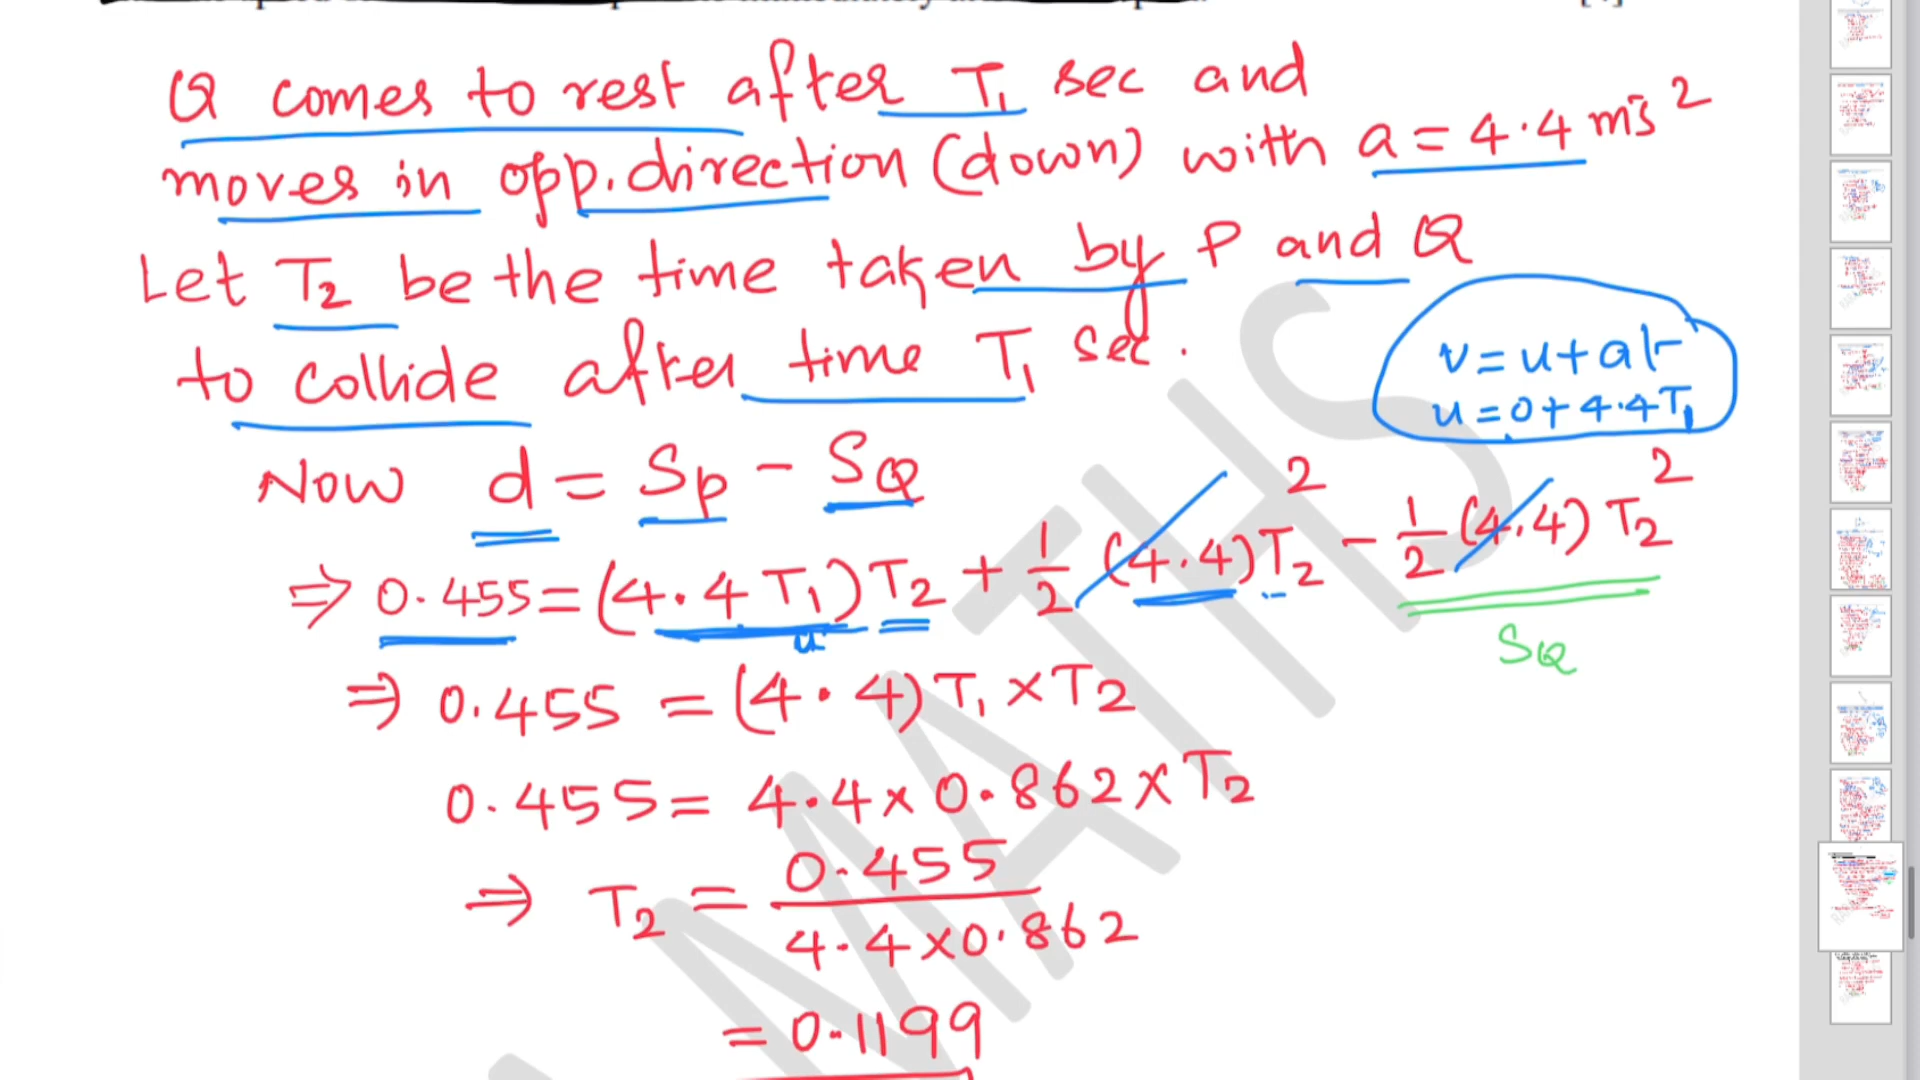 Q comes to rest after T₁ sec and
moves in opp. direction (down) with a = 4.4 ms⁻²
Let T₂ be the time taken by P and Q
to collide after time T₁ sec.
v = u + at
u = 0 + 4.4T₁
Now d = Sp - SQ
⇒ 0.455 = (4.4 T₁) T₂ + 1/2 (4.4) T₂² - 1/2 (4.4) T₂²
u
SQ
⇒ 0.455 = (4.4) T₁ × T₂
0.455 = 4.4 × 0.862 × T₂
⇒ T₂ = 0.455 / 4.4 × 0.862
= 0.1199
MATHS